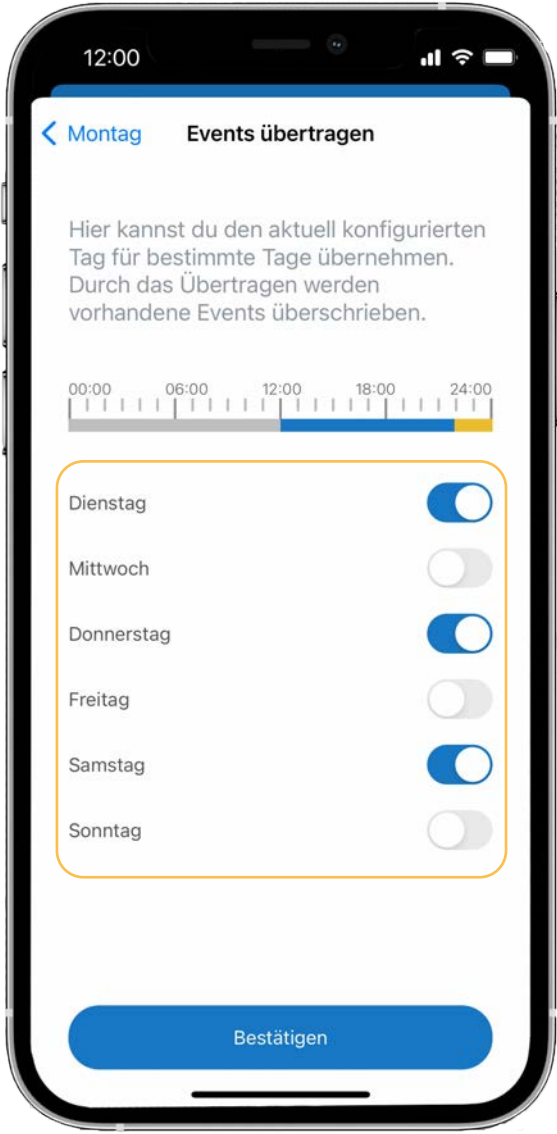 12:00
Montag Events übertragen
Hier kannst du den aktuell konfigurierten
Tag für bestimmte Tage übernehmen.
Durch das Übertragen werden
vorhandene Events überschrieben.
00:00 06:00 12:00 18:00 24:00
Dienstag
Mittwoch
Donnerstag
Freitag
Samstag
Sonntag
Bestätigen